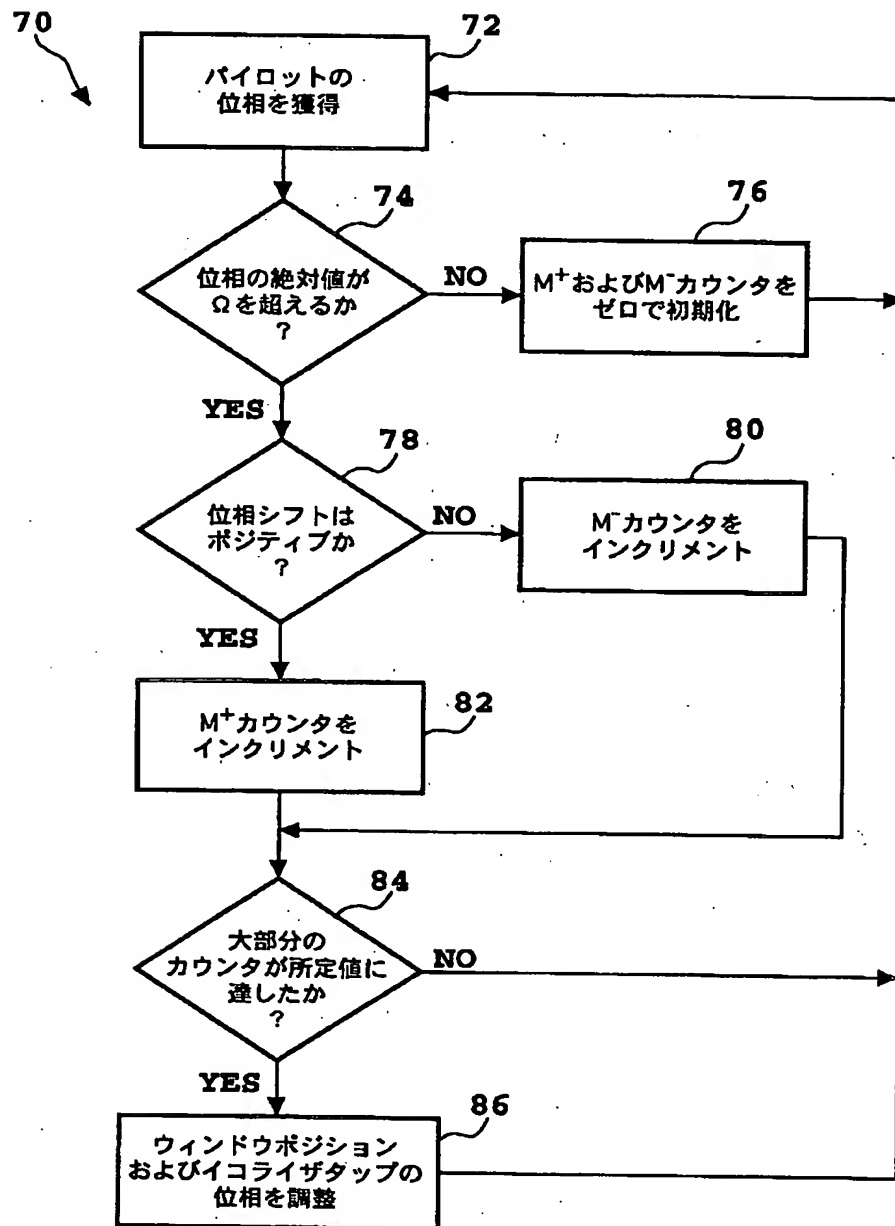 70
72
パイロットの
位相を獲得
74
位相の絶対値が
Ωを超えるか
?
NO
YES
76
M⁺およびM⁻カウンタを
ゼロで初期化
78
位相シフトは
ポジティブか
?
NO
YES
80
M⁻カウンタを
インクリメント
82
M⁺カウンタを
インクリメント
84
大部分の
カウンタが所定値に
達したか
?
NO
YES
86
ウィンドウポジション
およびイコライザタップの
位相を調整